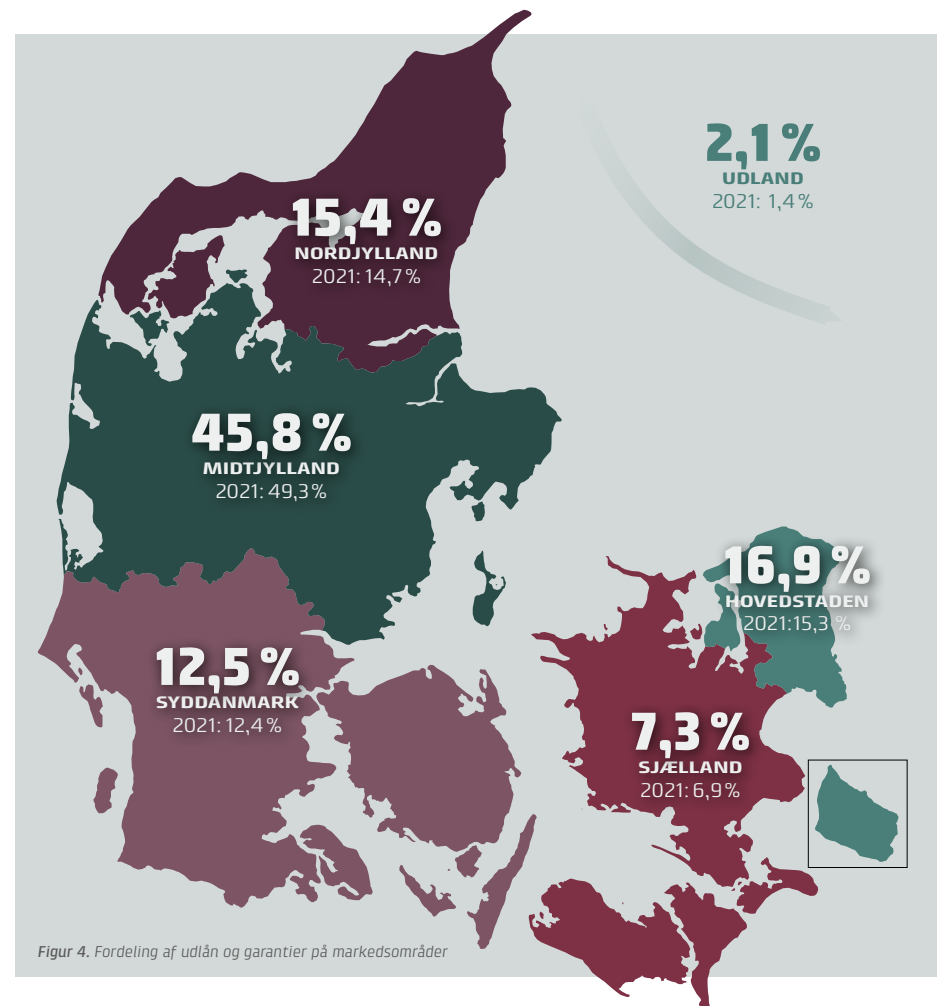 2,1 %
UDLAND
2021: 1,4 %
15,4 %
NORDJYLLAND
2021: 14,7 %
45,8 %
MIDTJYLLAND
2021: 49,3 %
16,9 %
HOVEDSTADEN
2021:15,3 %
12,5 %
SYDDANMARK
2021: 12,4 %
7,3 %
SJÆLLAND
2021: 6,9 %
Figur 4. Fordeling af udlån og garantier på markedsområder